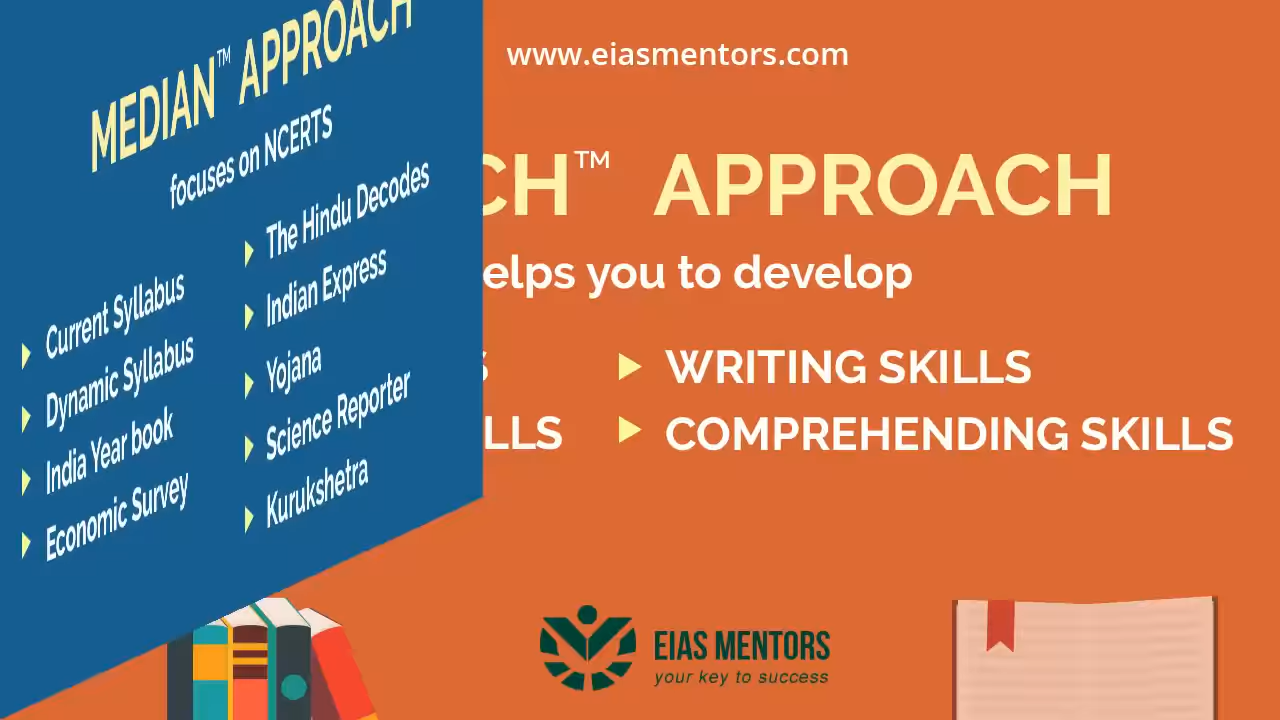 MEDIAN™ APPROACH
focuses on NCERTS
Current Syllabus
Dynamic Syllabus
India Year book
Economic Survey
The Hindu Decodes
Indian Express
Yojana
Science Reporter
Kurukshetra
www.eiasmentors.com
CH™ APPROACH
elps you to develop
S
LLS
WRITING SKILLS
COMPREHENDING SKILLS
EIAS MENTORS
your key to success